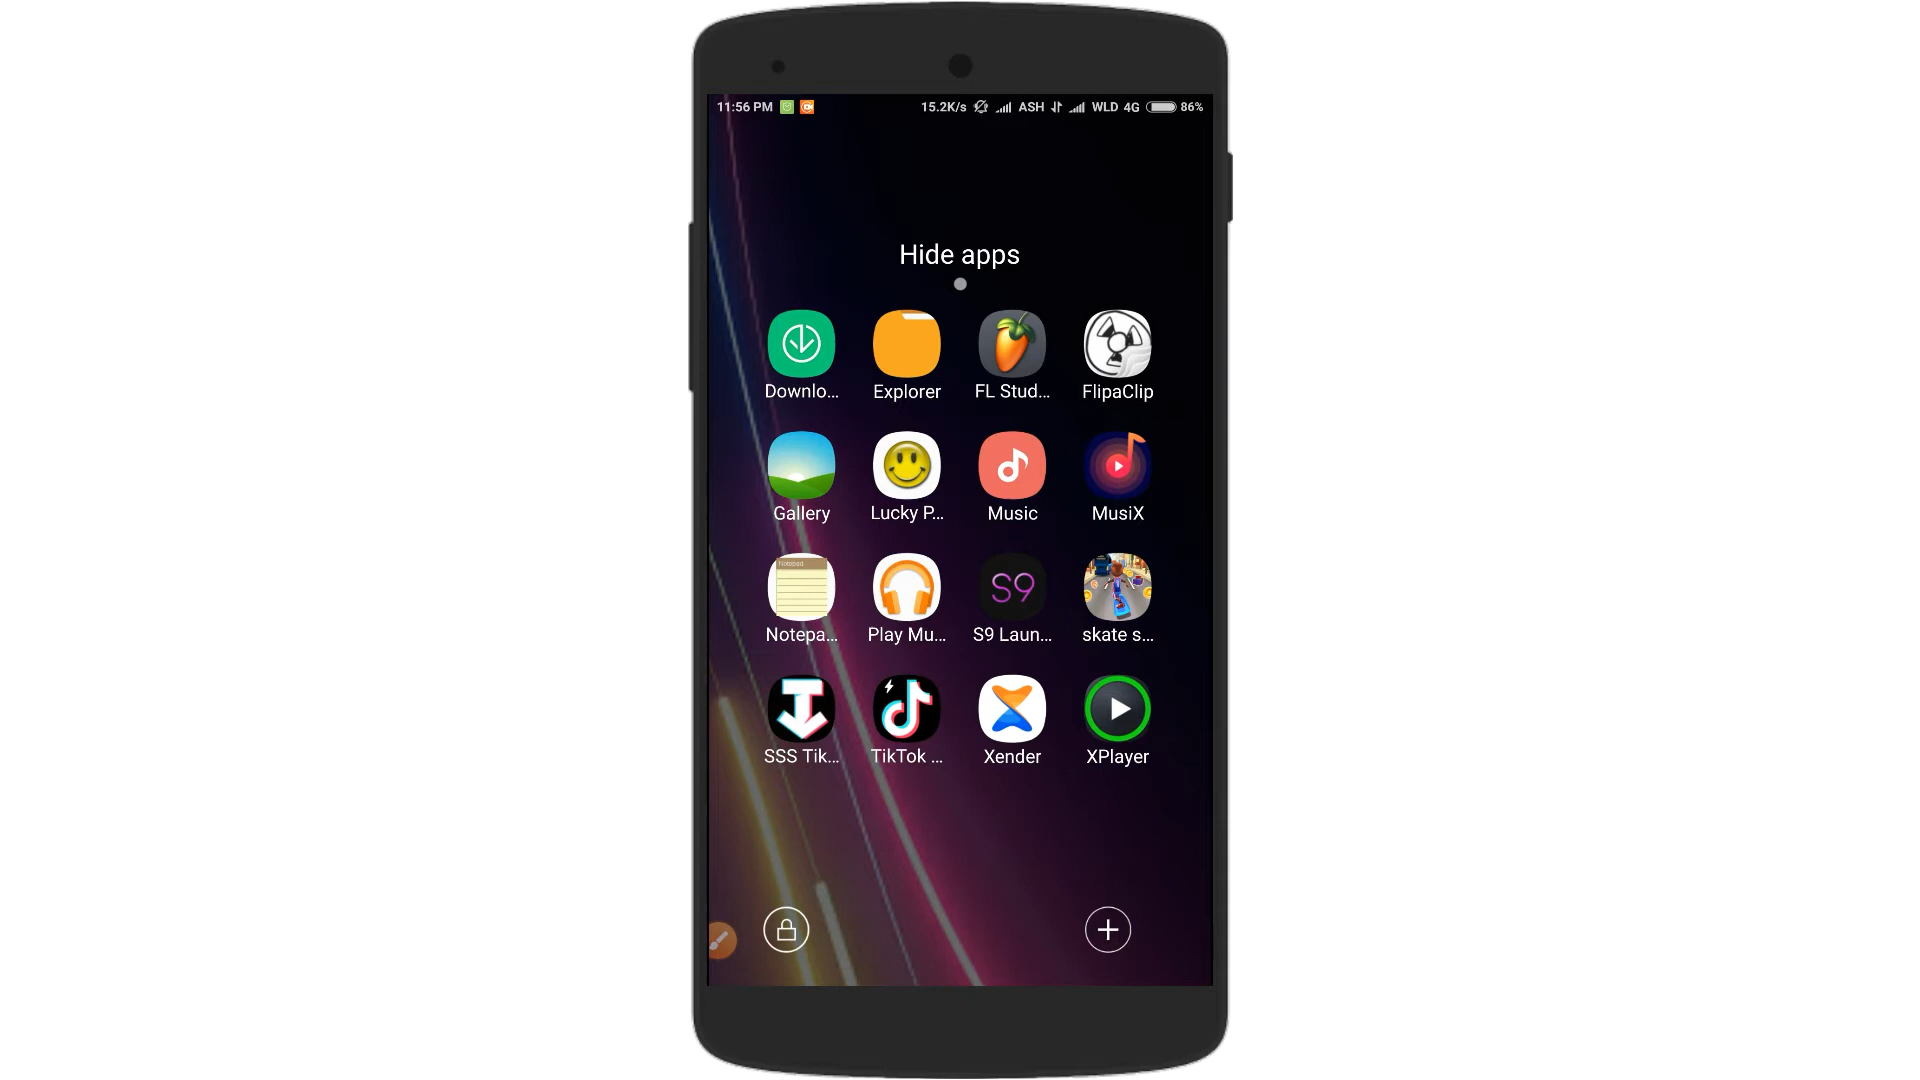 11:56 PM 15.2K/s ASH WLD 4G 86%
Hide apps
Downlo... Explorer FL Stud... FlipaClip
Gallery Lucky P... Music MusiX
Notepad
S9
Notepa... Play Mu... S9 Laun... skate s...
SSS Tik... TikTok ... Xender XPlayer